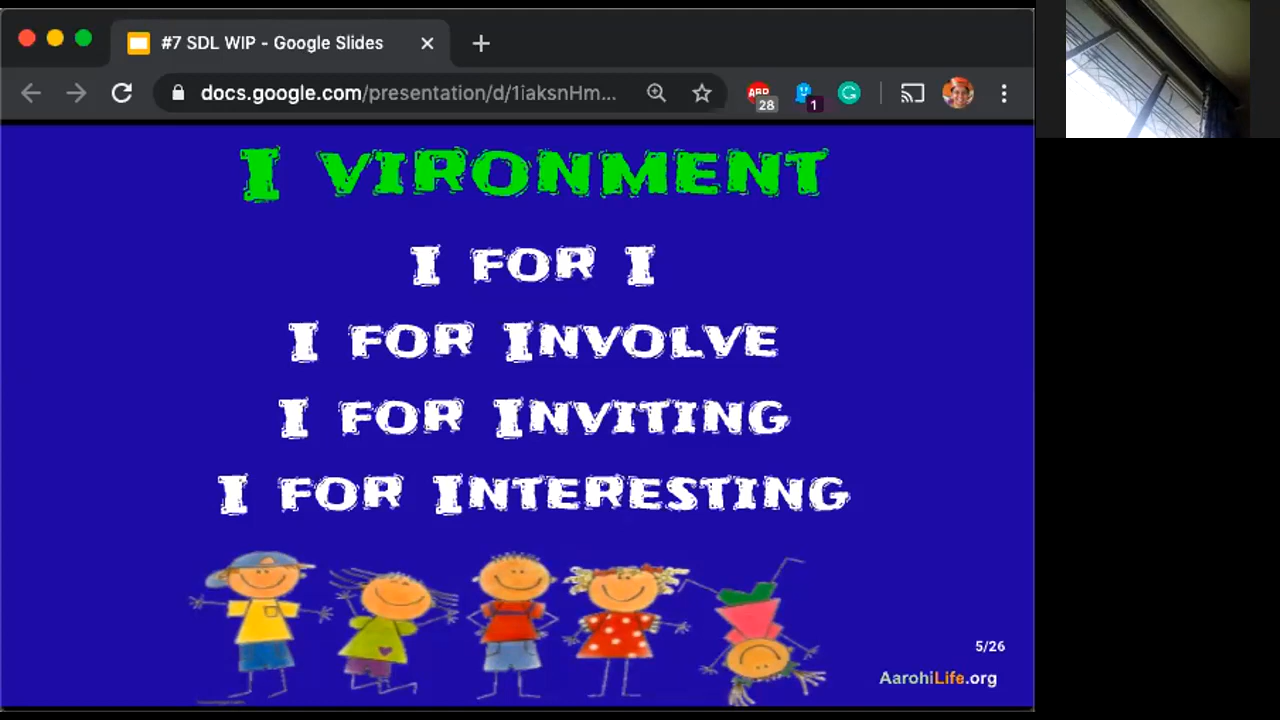 #7 SDL WIP - Google Slides
docs.google.com/presentation/d/1iaksnHm...
ABP
28
1
I VIRONMENT
I FOR I
I FOR INVOLVE
I FOR INVITING
I FOR INTERESTING
5/26
AarohiLife.org